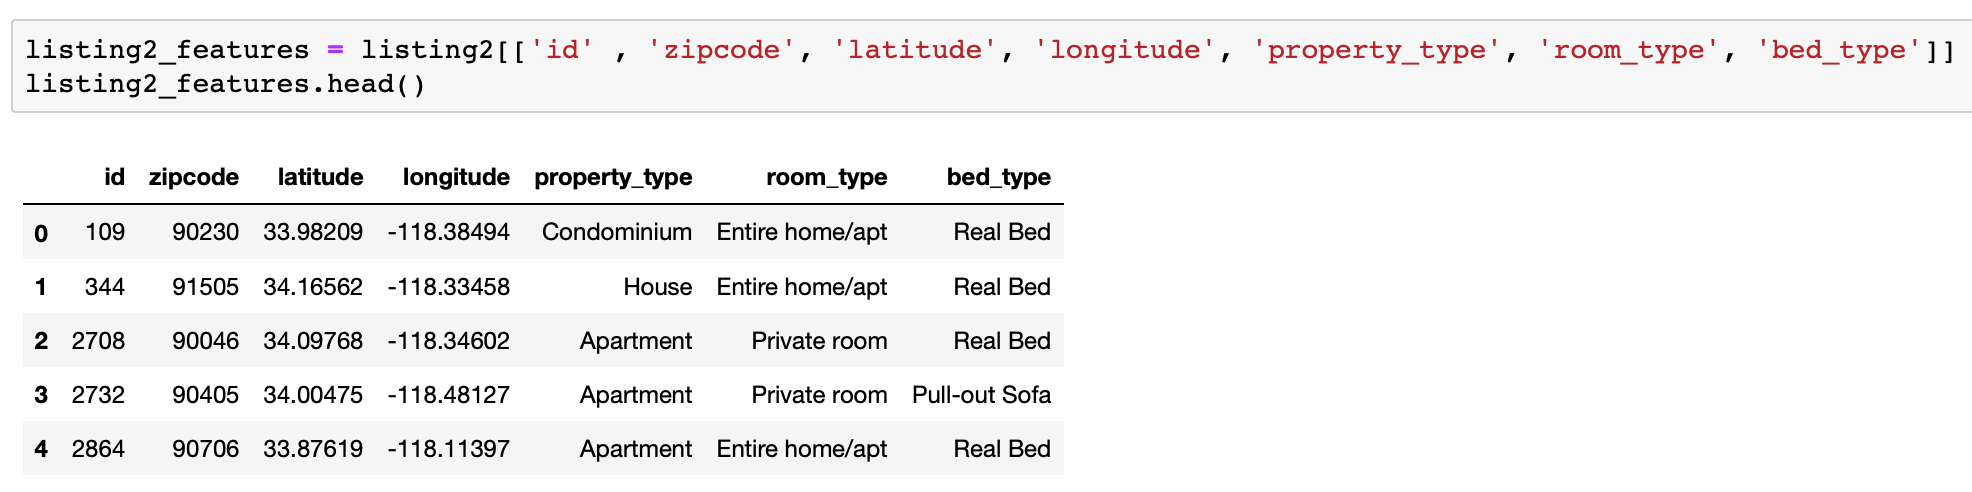 listing2_features = listing2[['id' , 'zipcode', 'latitude', 'longitude', 'property_type', 'room_type', 'bed_type']]
listing2_features.head()
id zipcode latitude longitude property_type room_type bed_type
0 109 90230 33.98209 -118.38494 Condominium Entire home/apt Real Bed
1 344 91505 34.16562 -118.33458 House Entire home/apt Real Bed
2 2708 90046 34.09768 -118.34602 Apartment Private room Real Bed
3 2732 90405 34.00475 -118.48127 Apartment Private room Pull-out Sofa
4 2864 90706 33.87619 -118.11397 Apartment Entire home/apt Real Bed